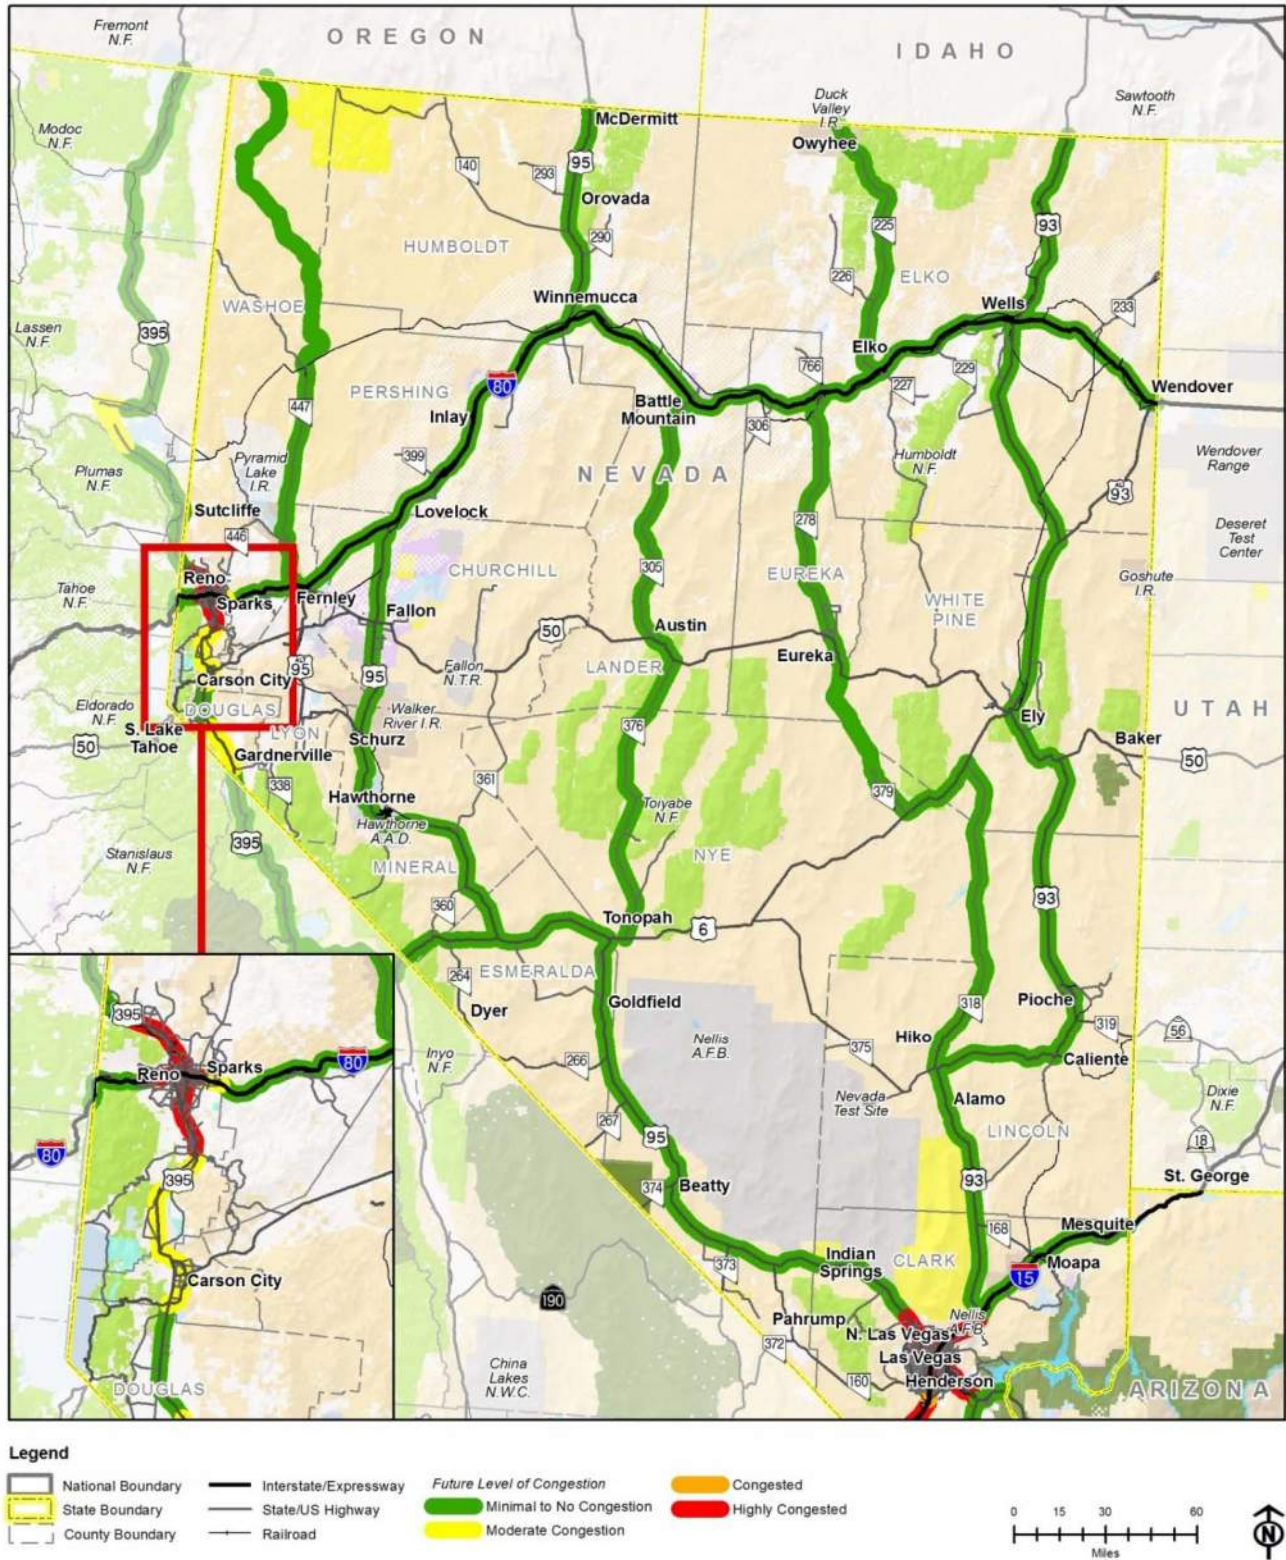 Fremont
N.F.
OREGON
IDAHO
Duck
Valley
I.R.
Sawtooth
N.F.
Modoc
N.F.
McDermitt
Owyhee
95
140
293
Orovada
225
93
290
HUMBOLDT
226
ELKO
WASHOE
Winnemucca
Wells
233
Lassen
N.F.
395
Elko
766
80
PERSHING
227
229
Wendover
447
Inlay
Battle
Mountain
306
399
Pyramid
Lake
I.R.
Plumas
N.F.
NEVADA
Humboldt
N.F.
Wendover
Range
93
Sutcliffe
Lovelock
278
446
Deseret
Test
Center
305
CHURCHILL
EUREKA
Goshute
I.R.
Tahoe
N.F.
Reno
Sparks
Fernley
Fallon
WHITE
PINE
50
Austin
Eureka
95
Carson City
95
Fallon
N.T.R.
LANDER
Eldorado
N.F.
DOUGLAS
Walker
River I.R.
UTAH
Ely
S. Lake
Tahoe
50
LYON
376
Schurz
Baker
Gardnerville
50
338
361
Hawthorne
379
Toiyabe
N.F.
Hawthorne
A.A.D.
395
Stanislaus
N.F.
MINERAL
NYE
360
93
Tonopah
6
264
ESMERALDA
Dyer
Goldfield
318
Pioche
319
56
Hiko
375
Nellis
A.F.B.
Inyo
N.F.
266
Caliente
Nevada
Test Site
Alamo
Dixie
N.F.
267
95
LINCOLN
18
St. George
374
Beatty
93
168
Mesquite
373
Indian
Springs
CLARK
Moapa
15
190
Pahrump
Nellis
A.F.B.
N. Las Vegas
372
Las Vegas
China
Lakes
N.W.C.
160
Henderson
ARIZONA
395
Reno
Sparks
80
80
395
Carson City
DOUGLAS
Legend
National Boundary
State Boundary
County Boundary
Interstate/Expressway
State/US Highway
Railroad
Future Level of Congestion
Minimal to No Congestion
Moderate Congestion
Congested
Highly Congested
0 15 30 60
Miles
N